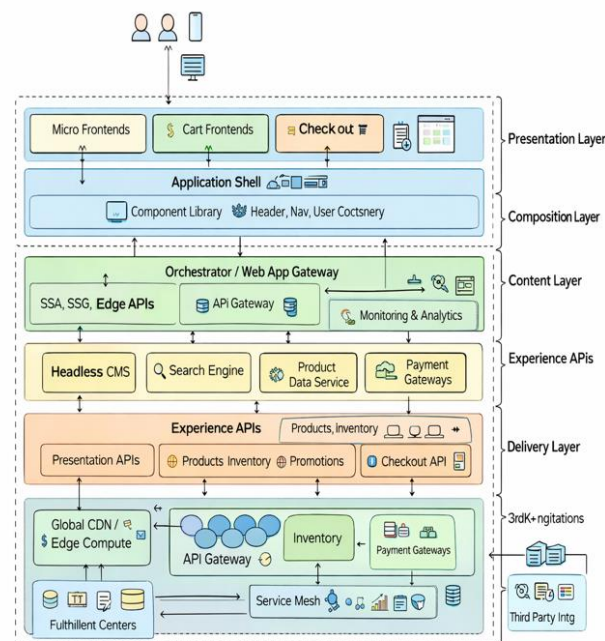 Micro Frontends
Cart Frontends
Check out
Presentation Layer
Application Shell
Component Library
Header, Nav, User Coctsnery
Composition Layer
Orchestrator / Web App Gateway
Content Layer
SSA, SSG, Edge APIs
APi Gateway
Monitoring & Analytics
Experience APIs
Headless CMS
Search Engine
Product
Data Service
Payment
Gateways
Experience APIs
Products, inventory
Delivery Layer
Presentation APIs
Products Inventory
Promotions
Checkout API
3rdK+ngitations
Global CDN /
$ Edge Compute
API Gateway
Inventory
Payment Gateways
Service Mesh
Fulthillent Centers
Third Party Intg